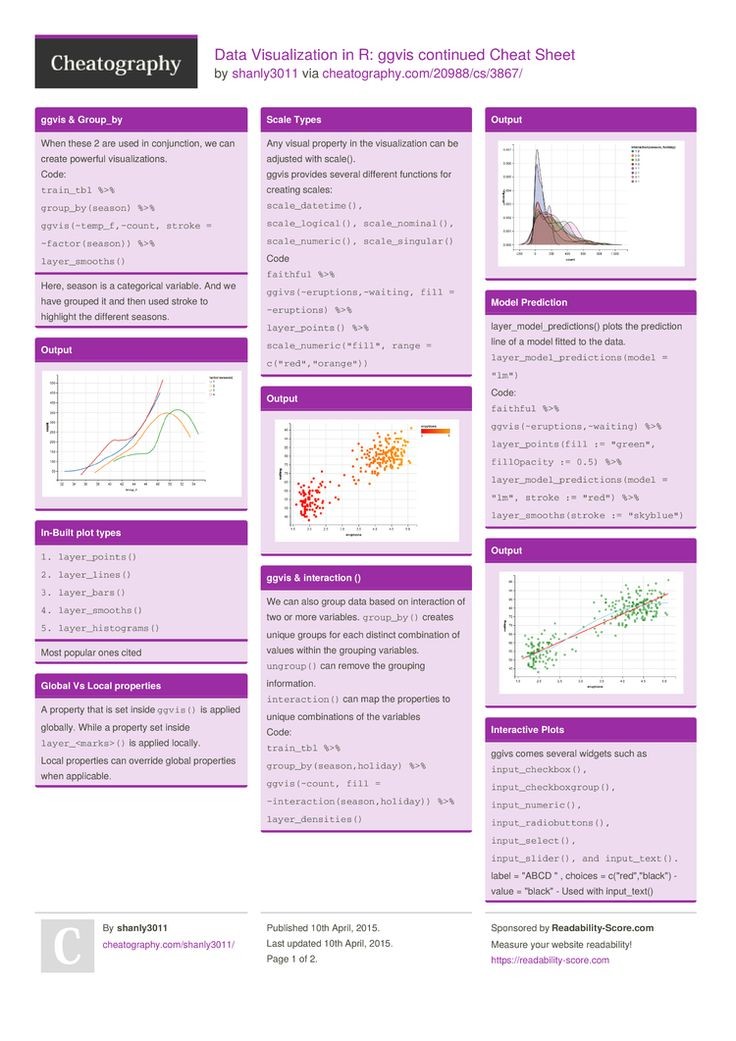 Cheatography
Data Visualization in R: ggvis continued Cheat Sheet
by shanly3011 via cheatography.com/20988/cs/3867/
ggvis & Group_by
When these 2 are used in conjunction, we can
create powerful visualizations.
Code:
train_tbl %>%
group_by(season) %>%
ggvis(~temp_f,~count, stroke =
~factor(season)) %>%
layer_smooths()
Here, season is a categorical variable. And we
have grouped it and then used stroke to
highlight the different seasons.
Output
In-Built plot types
1. layer_points()
2. layer_lines()
3. layer_bars()
4. layer_smooths()
5. layer_histograms()
Most popular ones cited
Global Vs Local properties
A property that is set inside ggvis() is applied
globally. While a property set inside
layer_<marks>() is applied locally.
Local properties can override global properties
when applicable.
Scale Types
Any visual property in the visualization can be
adjusted with scale().
ggvis provides several different functions for
creating scales:
scale_datetime(),
scale_logical(), scale_nominal(),
scale_numeric(), scale_singular()
Code
faithful %>%
ggivs(~eruptions,~waiting, fill =
~eruptions) %>%
layer_points() %>%
scale_numeric("fill", range =
c("red","orange"))
Output
eruptions
waiting
eruptions
ggvis & interaction ()
We can also group data based on interaction of
two or more variables. group_by() creates
unique groups for each distinct combination of
values within the grouping variables.
ungroup() can remove the grouping
information.
interaction() can map the properties to
unique combinations of the variables
Code:
train_tbl %>%
group_by(season,holiday) %>%
ggvis(~count, fill =
~interaction(season,holiday)) %>%
layer_densities()
Output
count
Model Prediction
layer_model_predictions() plots the prediction
line of a model fitted to the data.
layer_model_predictions(model =
"lm")
Code:
faithful %>%
ggvis(~eruptions,~waiting) %>%
layer_points(fill := "green",
fillOpacity := 0.5) %>%
layer_model_predictions(model =
"lm", stroke := "red") %>%
layer_smooths(stroke := "skyblue")
Output
waiting
eruptions
Interactive Plots
ggivs comes several widgets such as
input_checkbox(),
input_checkboxgroup(),
input_numeric(),
input_radiobuttons(),
input_select(),
input_slider(), and input_text().
label = "ABCD " , choices = c("red","black") -
value = "black" - Used with input_text()
C
By shanly3011
cheatography.com/shanly3011/
Published 10th April, 2015.
Last updated 10th April, 2015.
Page 1 of 2.
Sponsored by Readability-Score.com
Measure your website readability!
https://readability-score.com